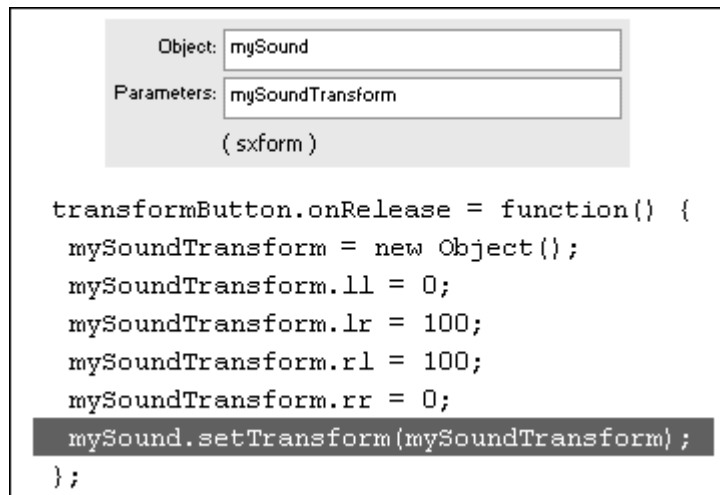 Object: mySound
Parameters: mySoundTransform
( sxform )
transformButton.onRelease = function() {
mySoundTransform = new Object();
mySoundTransform.ll = 0;
mySoundTransform.lr = 100;
mySoundTransform.rl = 100;
mySoundTransform.rr = 0;
mySound.setTransform(mySoundTransform);
};